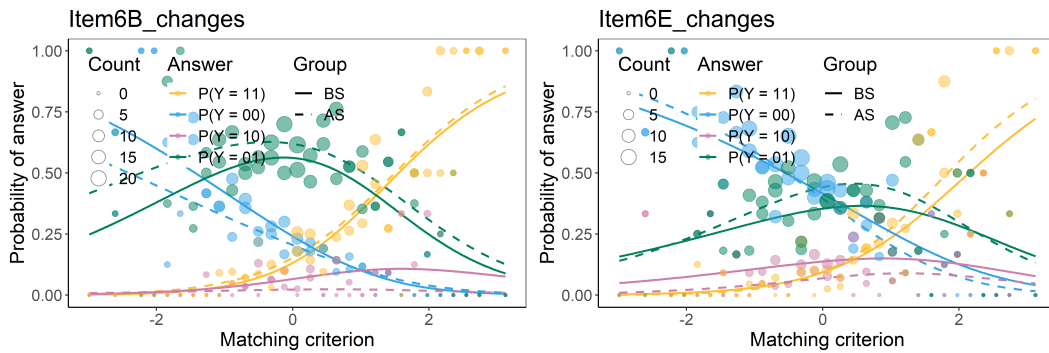 Item6B_changes
Probability of answer
1.00
0.75
0.50
0.25
0.00
Count
0
5
10
15
20
Answer
P(Y = 11)
P(Y = 00)
P(Y = 10)
P(Y = 01)
Group
BS
AS
-2
0
2
Matching criterion
Item6E_changes
Probability of answer
1.00
0.75
0.50
0.25
0.00
Count
0
5
10
15
Answer
P(Y = 11)
P(Y = 00)
P(Y = 10)
P(Y = 01)
Group
BS
AS
-2
0
2
Matching criterion